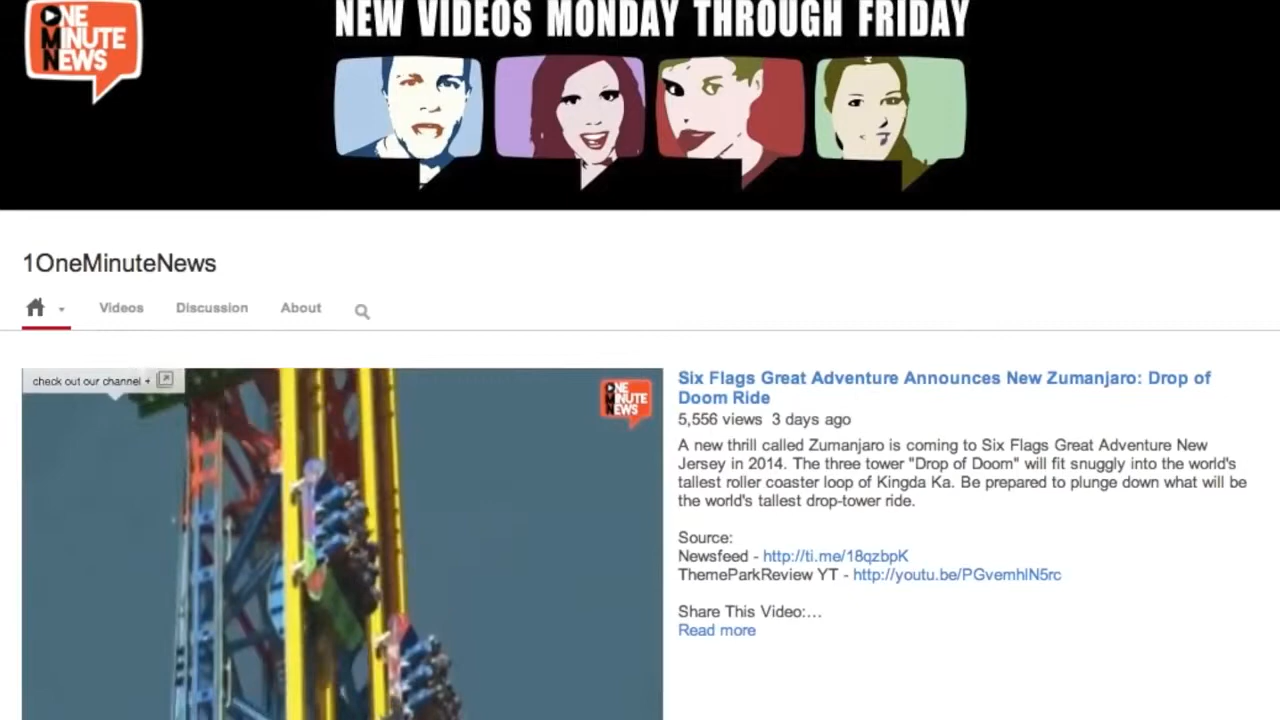 ONE
MINUTE
NEWS
NEW VIDEOS MONDAY THROUGH FRIDAY
1OneMinuteNews
Videos Discussion About
check out our channel +
ONE
MINUTE
NEWS
Six Flags Great Adventure Announces New Zumanjaro: Drop of
Doom Ride
5,556 views 3 days ago
A new thrill called Zumanjaro is coming to Six Flags Great Adventure New
Jersey in 2014. The three tower "Drop of Doom" will fit snuggly into the world's
tallest roller coaster loop of Kingda Ka. Be prepared to plunge down what will be
the world's tallest drop-tower ride.
Source:
Newsfeed - http://ti.me/18qzbpK
ThemeParkReview YT - http://youtu.be/PGvemhlN5rc
Share This Video:...
Read more